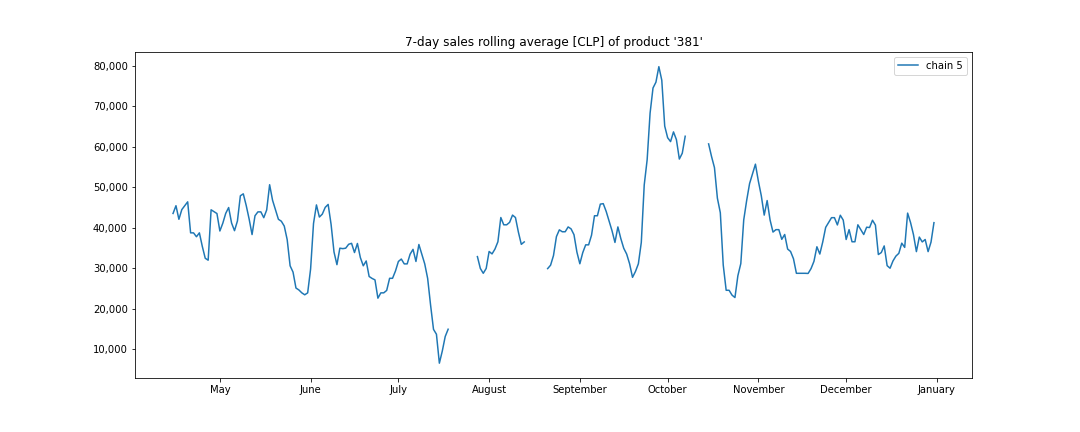 7-day sales rolling average [CLP] of product '381'
chain 5
80,000
70,000
60,000
50,000
40,000
30,000
20,000
10,000
May June July August September October November December January